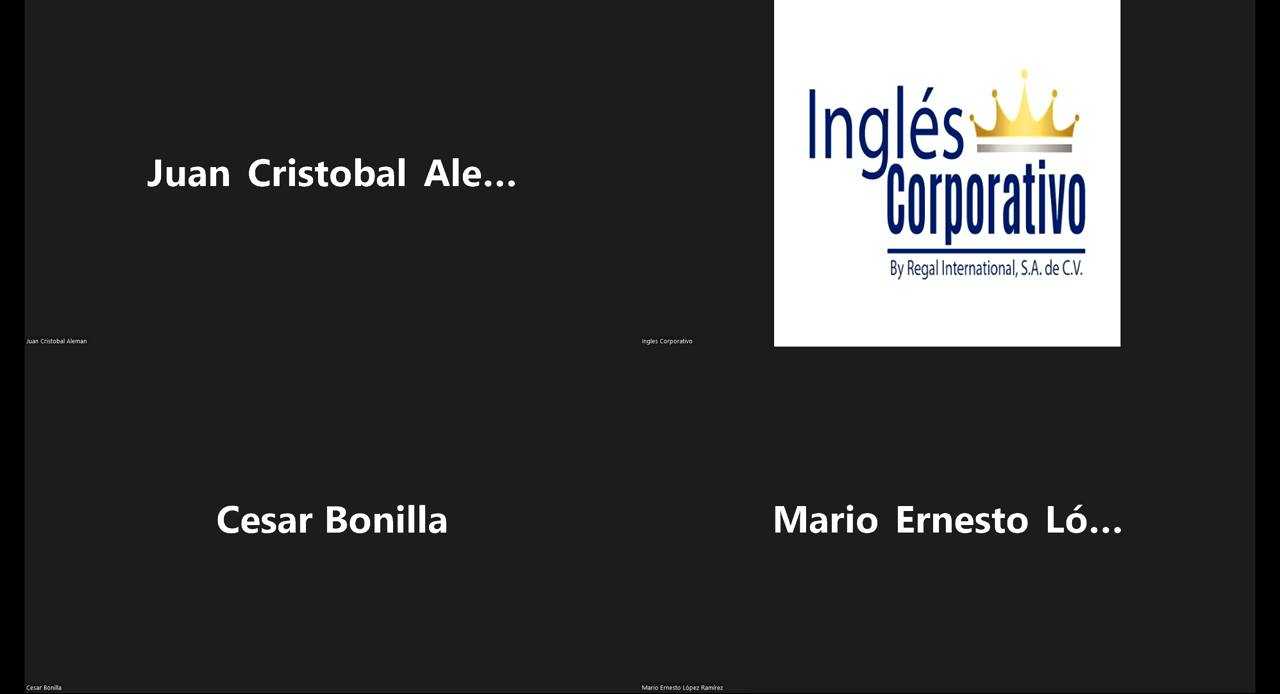 Juan Cristobal Ale...
Inglés
Corporativo
By Regal International, S.A. de C.V.
Juan Cristobal Aleman
Ingles Corporativo
Cesar Bonilla
Mario Ernesto Ló...
Cesar Bonilla
Mario Ernesto López Ramírez